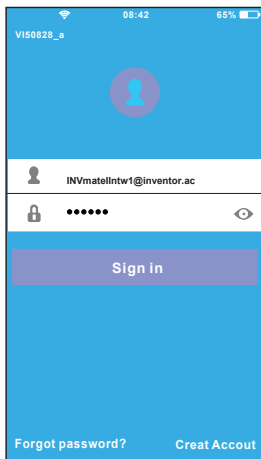 08:42 65%
VI50828_a
INVmatelIntw1@inventor.ac
••••••
Sign in
Forgot password? Creat Accout